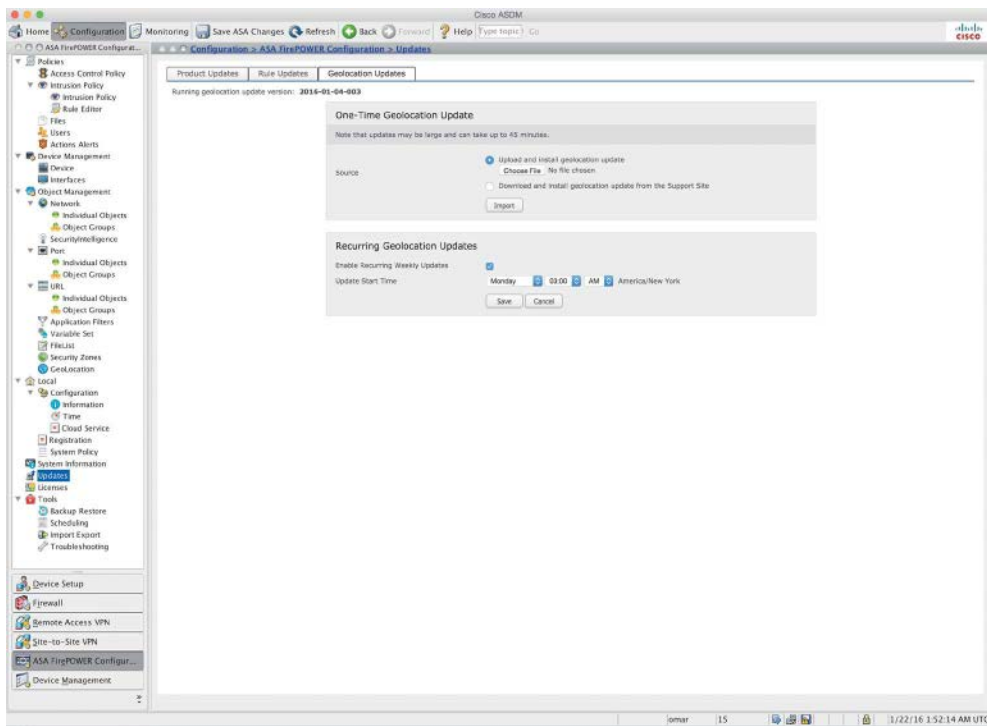 Cisco ASDM
Home Configuration Monitoring Save ASA Changes Refresh Back Forward Help Type topic Go
CISCO
ASA FirePOWER Configurat...
Configuration > ASA FirePOWER Configuration > Updates
Policies
Access Control Policy
Intrusion Policy
Intrusion Policy
Rule Editor
Files
Users
Actions Alerts
Device Management
Device
Interfaces
Object Management
Network
Individual Objects
Object Groups
SecurityIntelligence
Port
Individual Objects
Object Groups
URL
Individual Objects
Object Groups
Application Filters
Variable Set
FileList
Security Zones
GeoLocation
Local
Configuration
Information
Time
Cloud Service
Registration
System Policy
System Information
Updates
Licenses
Tools
Backup Restore
Scheduling
Import Export
Troubleshooting
Device Setup
Firewall
Remote Access VPN
Site-to-Site VPN
ASA FirePOWER Configur...
Device Management
Product Updates Rule Updates Geolocation Updates
Running geolocation update version: 2016-01-04-003
One-Time Geolocation Update
Note that updates may be large and can take up to 45 minutes.
Source
Upload and install geolocation update
Choose File No file chosen
Download and install geolocation update from the Support Site
Import
Recurring Geolocation Updates
Enable Recurring Weekly Updates
Update Start Time Monday 03:00 AM America/New York
Save Cancel
omar 15 1/22/16 1:52:14 AM UTC